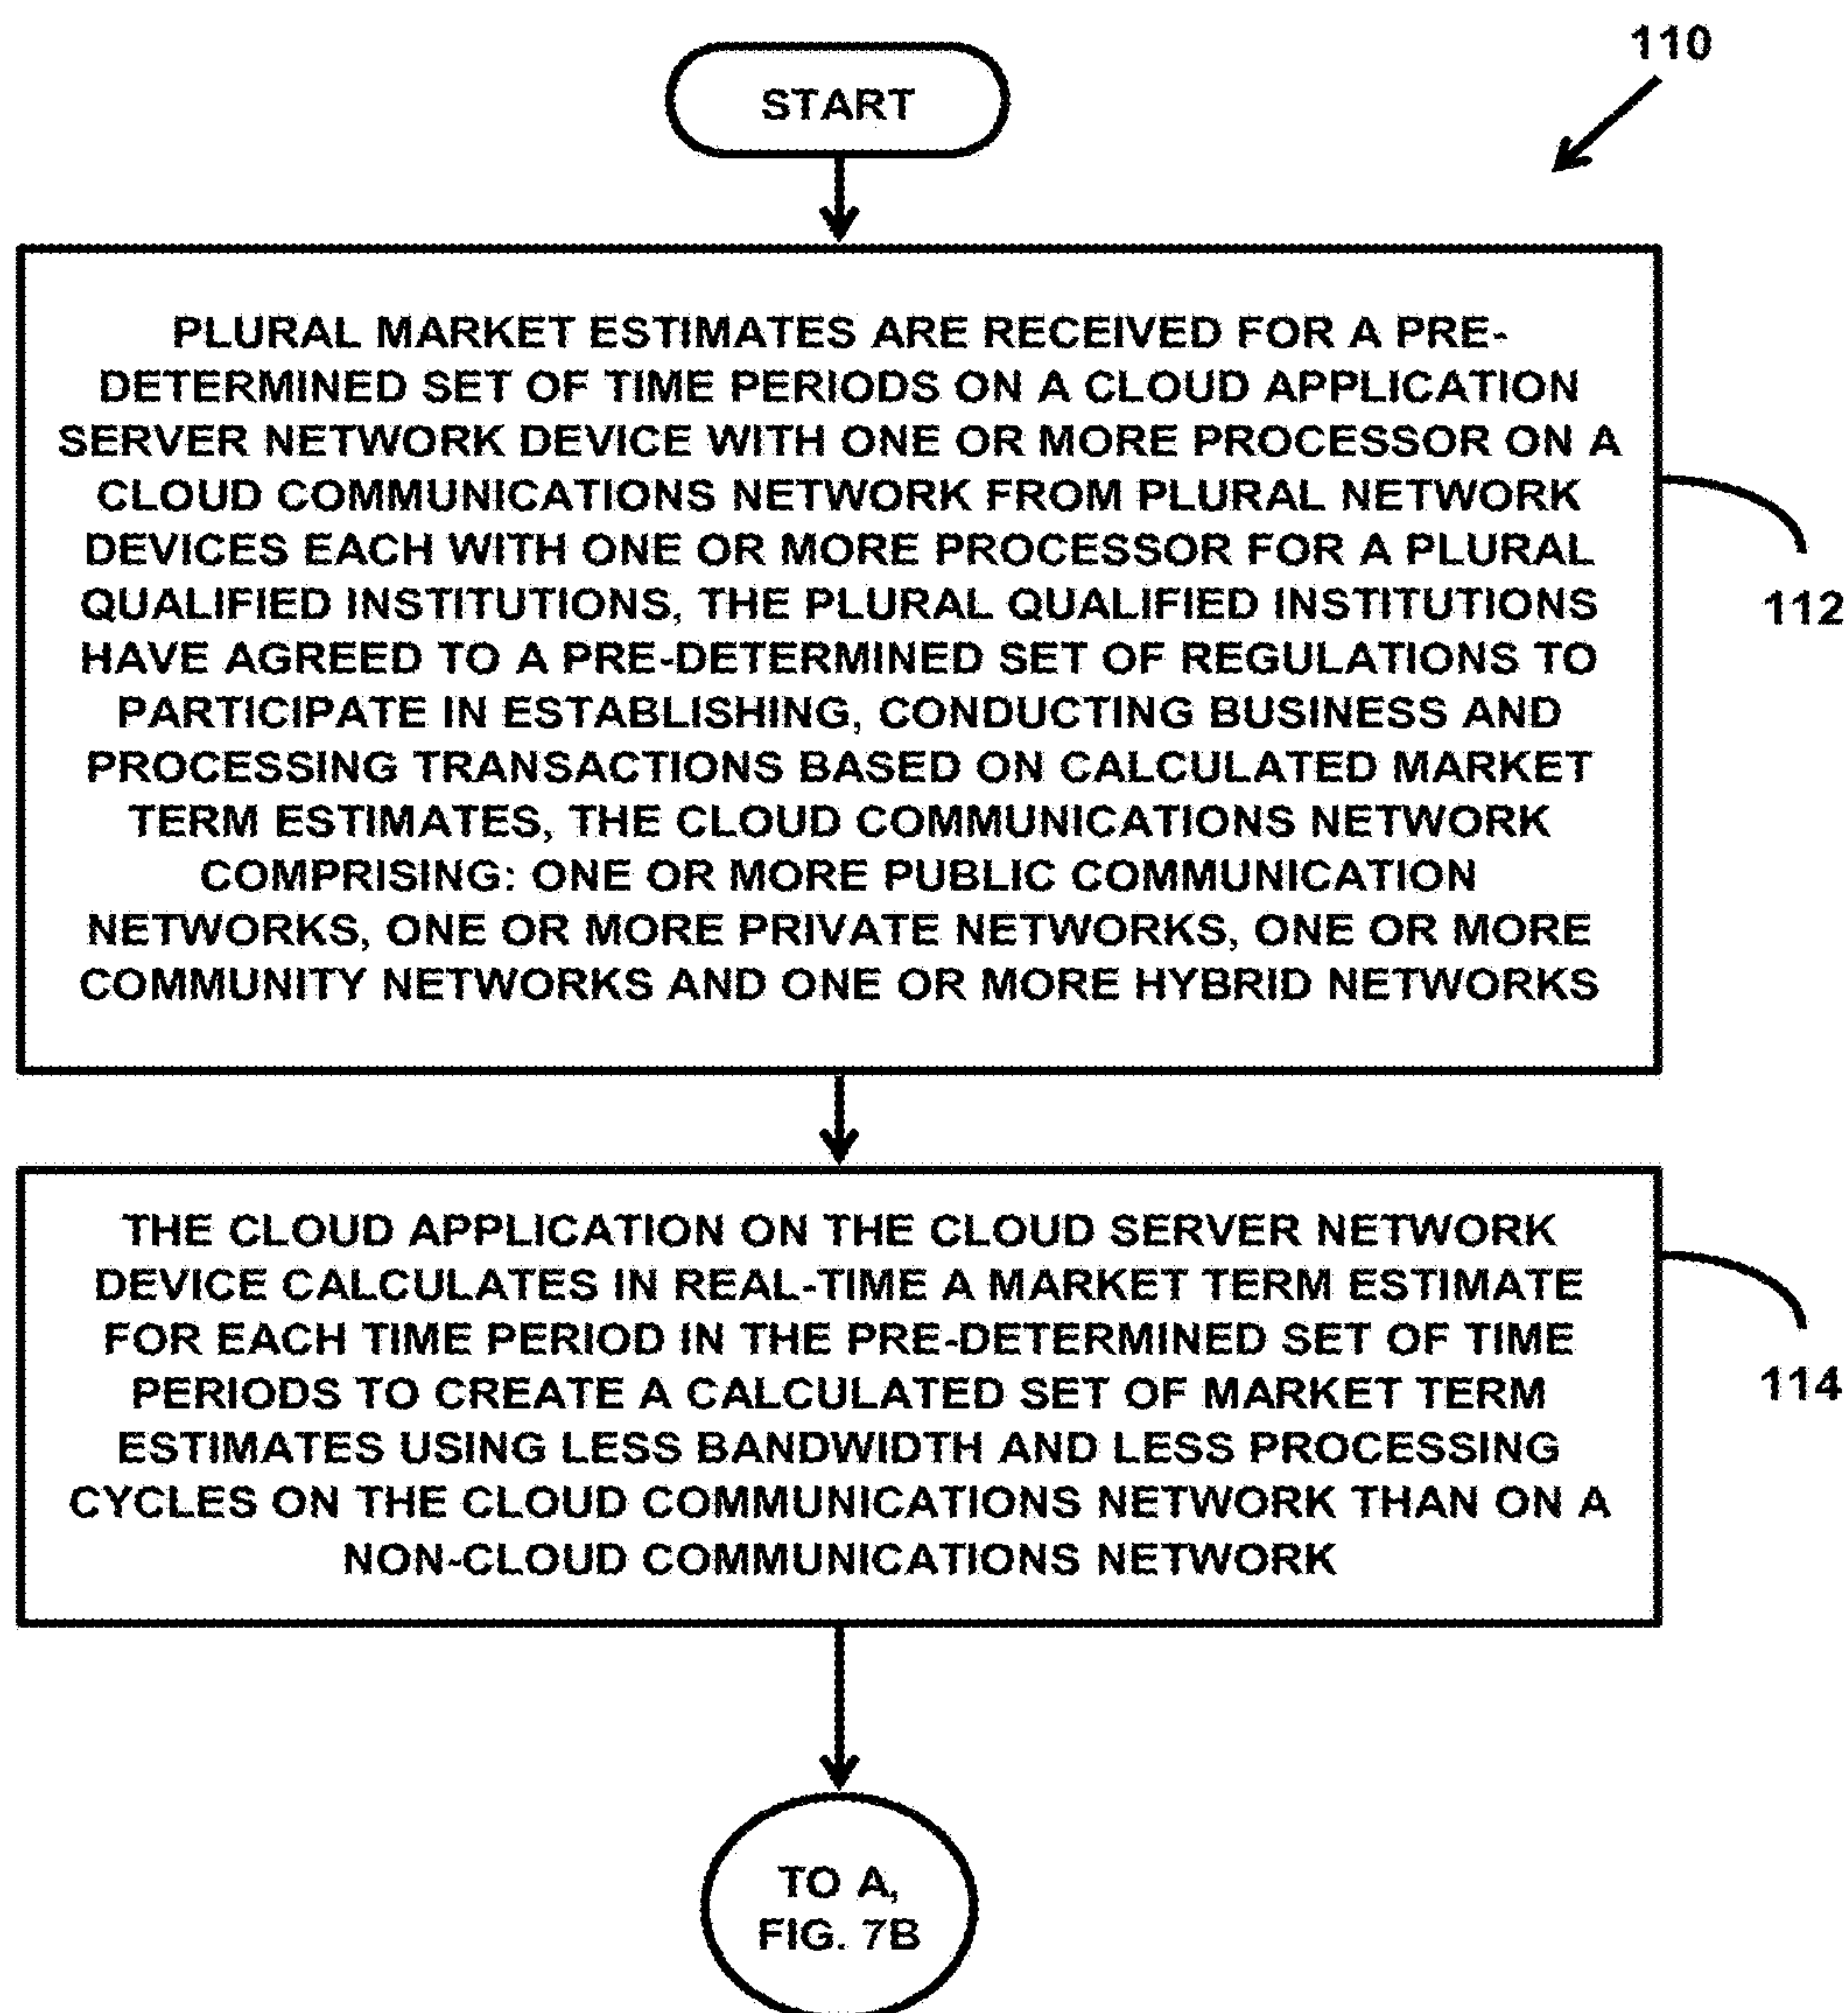 110
START
PLURAL MARKET ESTIMATES ARE RECEIVED FOR A PRE-
DETERMINED SET OF TIME PERIODS ON A CLOUD APPLICATION
SERVER NETWORK DEVICE WITH ONE OR MORE PROCESSOR ON A
CLOUD COMMUNICATIONS NETWORK FROM PLURAL NETWORK
DEVICES EACH WITH ONE OR MORE PROCESSOR FOR A PLURAL
QUALIFIED INSTITUTIONS, THE PLURAL QUALIFIED INSTITUTIONS
HAVE AGREED TO A PRE-DETERMINED SET OF REGULATIONS TO
PARTICIPATE IN ESTABLISHING, CONDUCTING BUSINESS AND
PROCESSING TRANSACTIONS BASED ON CALCULATED MARKET
TERM ESTIMATES, THE CLOUD COMMUNICATIONS NETWORK
COMPRISING: ONE OR MORE PUBLIC COMMUNICATION
NETWORKS, ONE OR MORE PRIVATE NETWORKS, ONE OR MORE
COMMUNITY NETWORKS AND ONE OR MORE HYBRID NETWORKS
112
THE CLOUD APPLICATION ON THE CLOUD SERVER NETWORK
DEVICE CALCULATES IN REAL-TIME A MARKET TERM ESTIMATE
FOR EACH TIME PERIOD IN THE PRE-DETERMINED SET OF TIME
PERIODS TO CREATE A CALCULATED SET OF MARKET TERM
ESTIMATES USING LESS BANDWIDTH AND LESS PROCESSING
CYCLES ON THE CLOUD COMMUNICATIONS NETWORK THAN ON A
NON-CLOUD COMMUNICATIONS NETWORK
114
TO A,
FIG. 7B